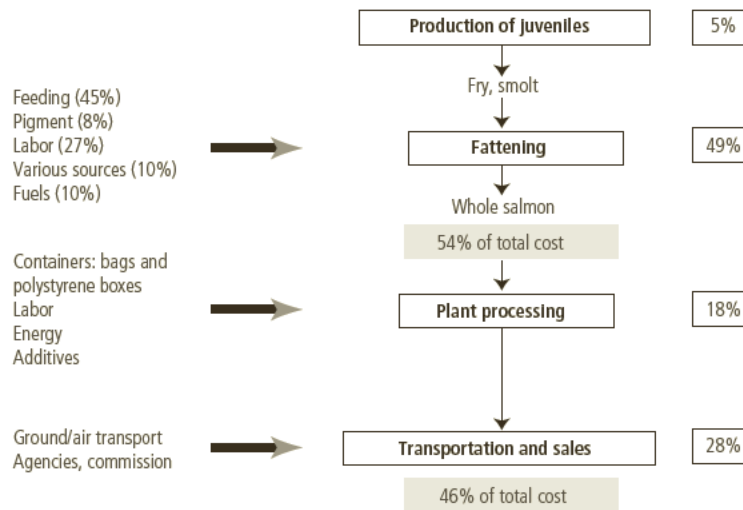 Production of juveniles
5%
Fry, smolt
Feeding (45%)
Pigment (8%)
Labor (27%)
Various sources (10%)
Fuels (10%)
Fattening
49%
Whole salmon
54% of total cost
Containers: bags and
polystyrene boxes
Labor
Energy
Additives
Plant processing
18%
Ground/air transport
Agencies, commission
Transportation and sales
28%
46% of total cost